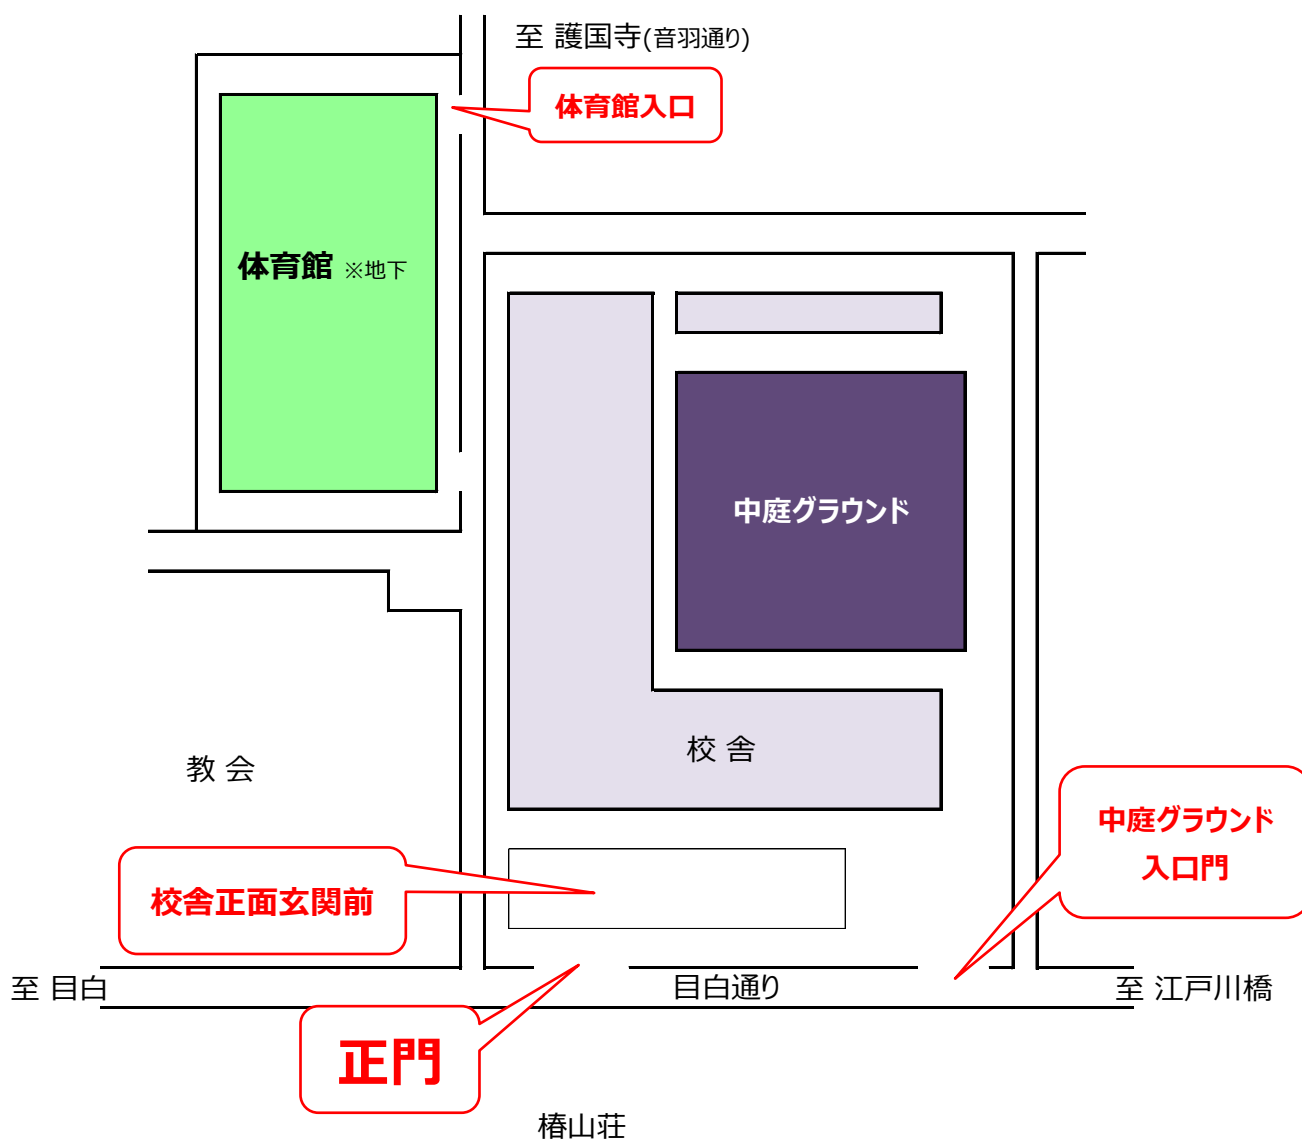 至 護国寺(音羽通り)
体育館入口
体育館 ※地下
中庭グラウンド
校 舎
教 会
中庭グラウンド
入口門
校舎正面玄関前
至 目白
目白通り
至 江戸川橋
正門
椿山荘